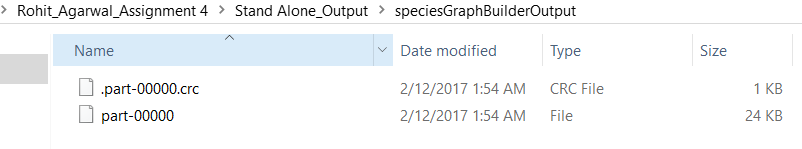 Rohit_Agarwal_Assignment 4 > Stand Alone_Output > speciesGraphBuilderOutput
Name Date modified Type Size
.part-00000.crc 2/12/2017 1:54 AM CRC File 1 KB
part-00000 2/12/2017 1:54 AM File 24 KB